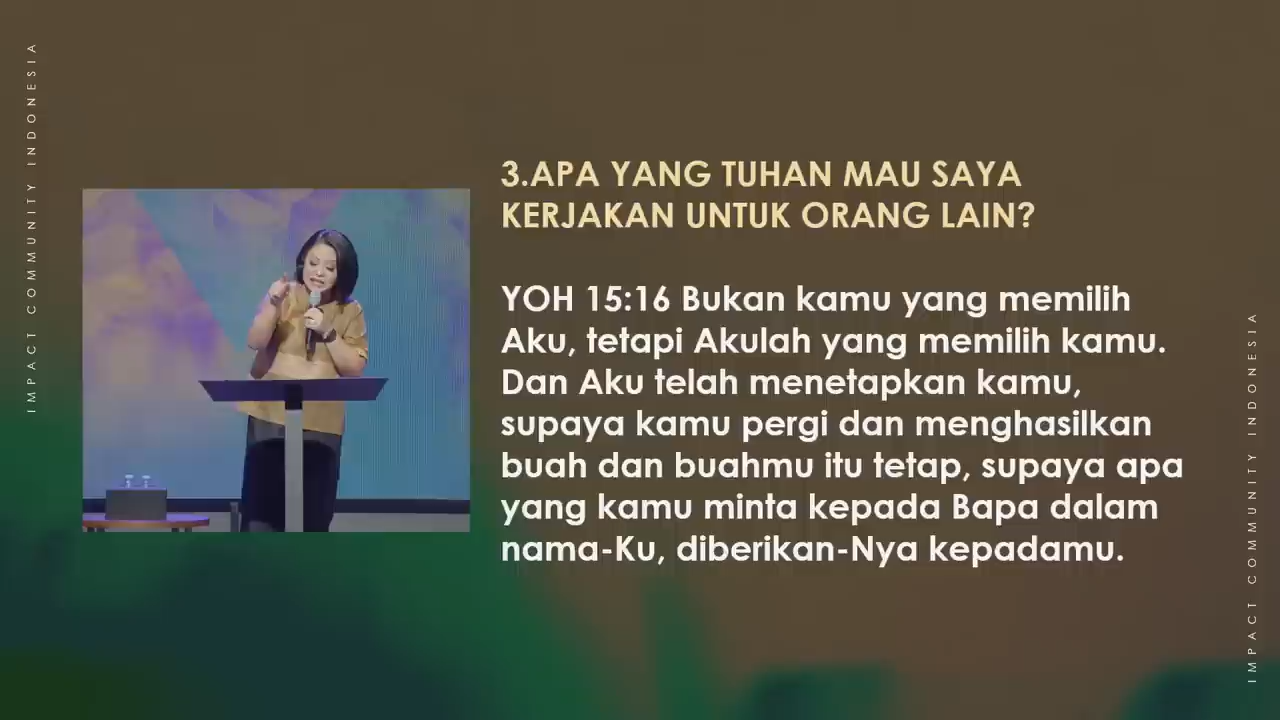 IMPACT COMMUNITY INDONESIA
3.APA YANG TUHAN MAU SAYA
KERJAKAN UNTUK ORANG LAIN?
YOH 15:16 Bukan kamu yang memilih
Aku, tetapi Akulah yang memilih kamu.
Dan Aku telah menetapkan kamu,
supaya kamu pergi dan menghasilkan
buah dan buahmu itu tetap, supaya apa
yang kamu minta kepada Bapa dalam
nama-Ku, diberikan-Nya kepadamu.
IMPACT COMMUNITY INDONESIA